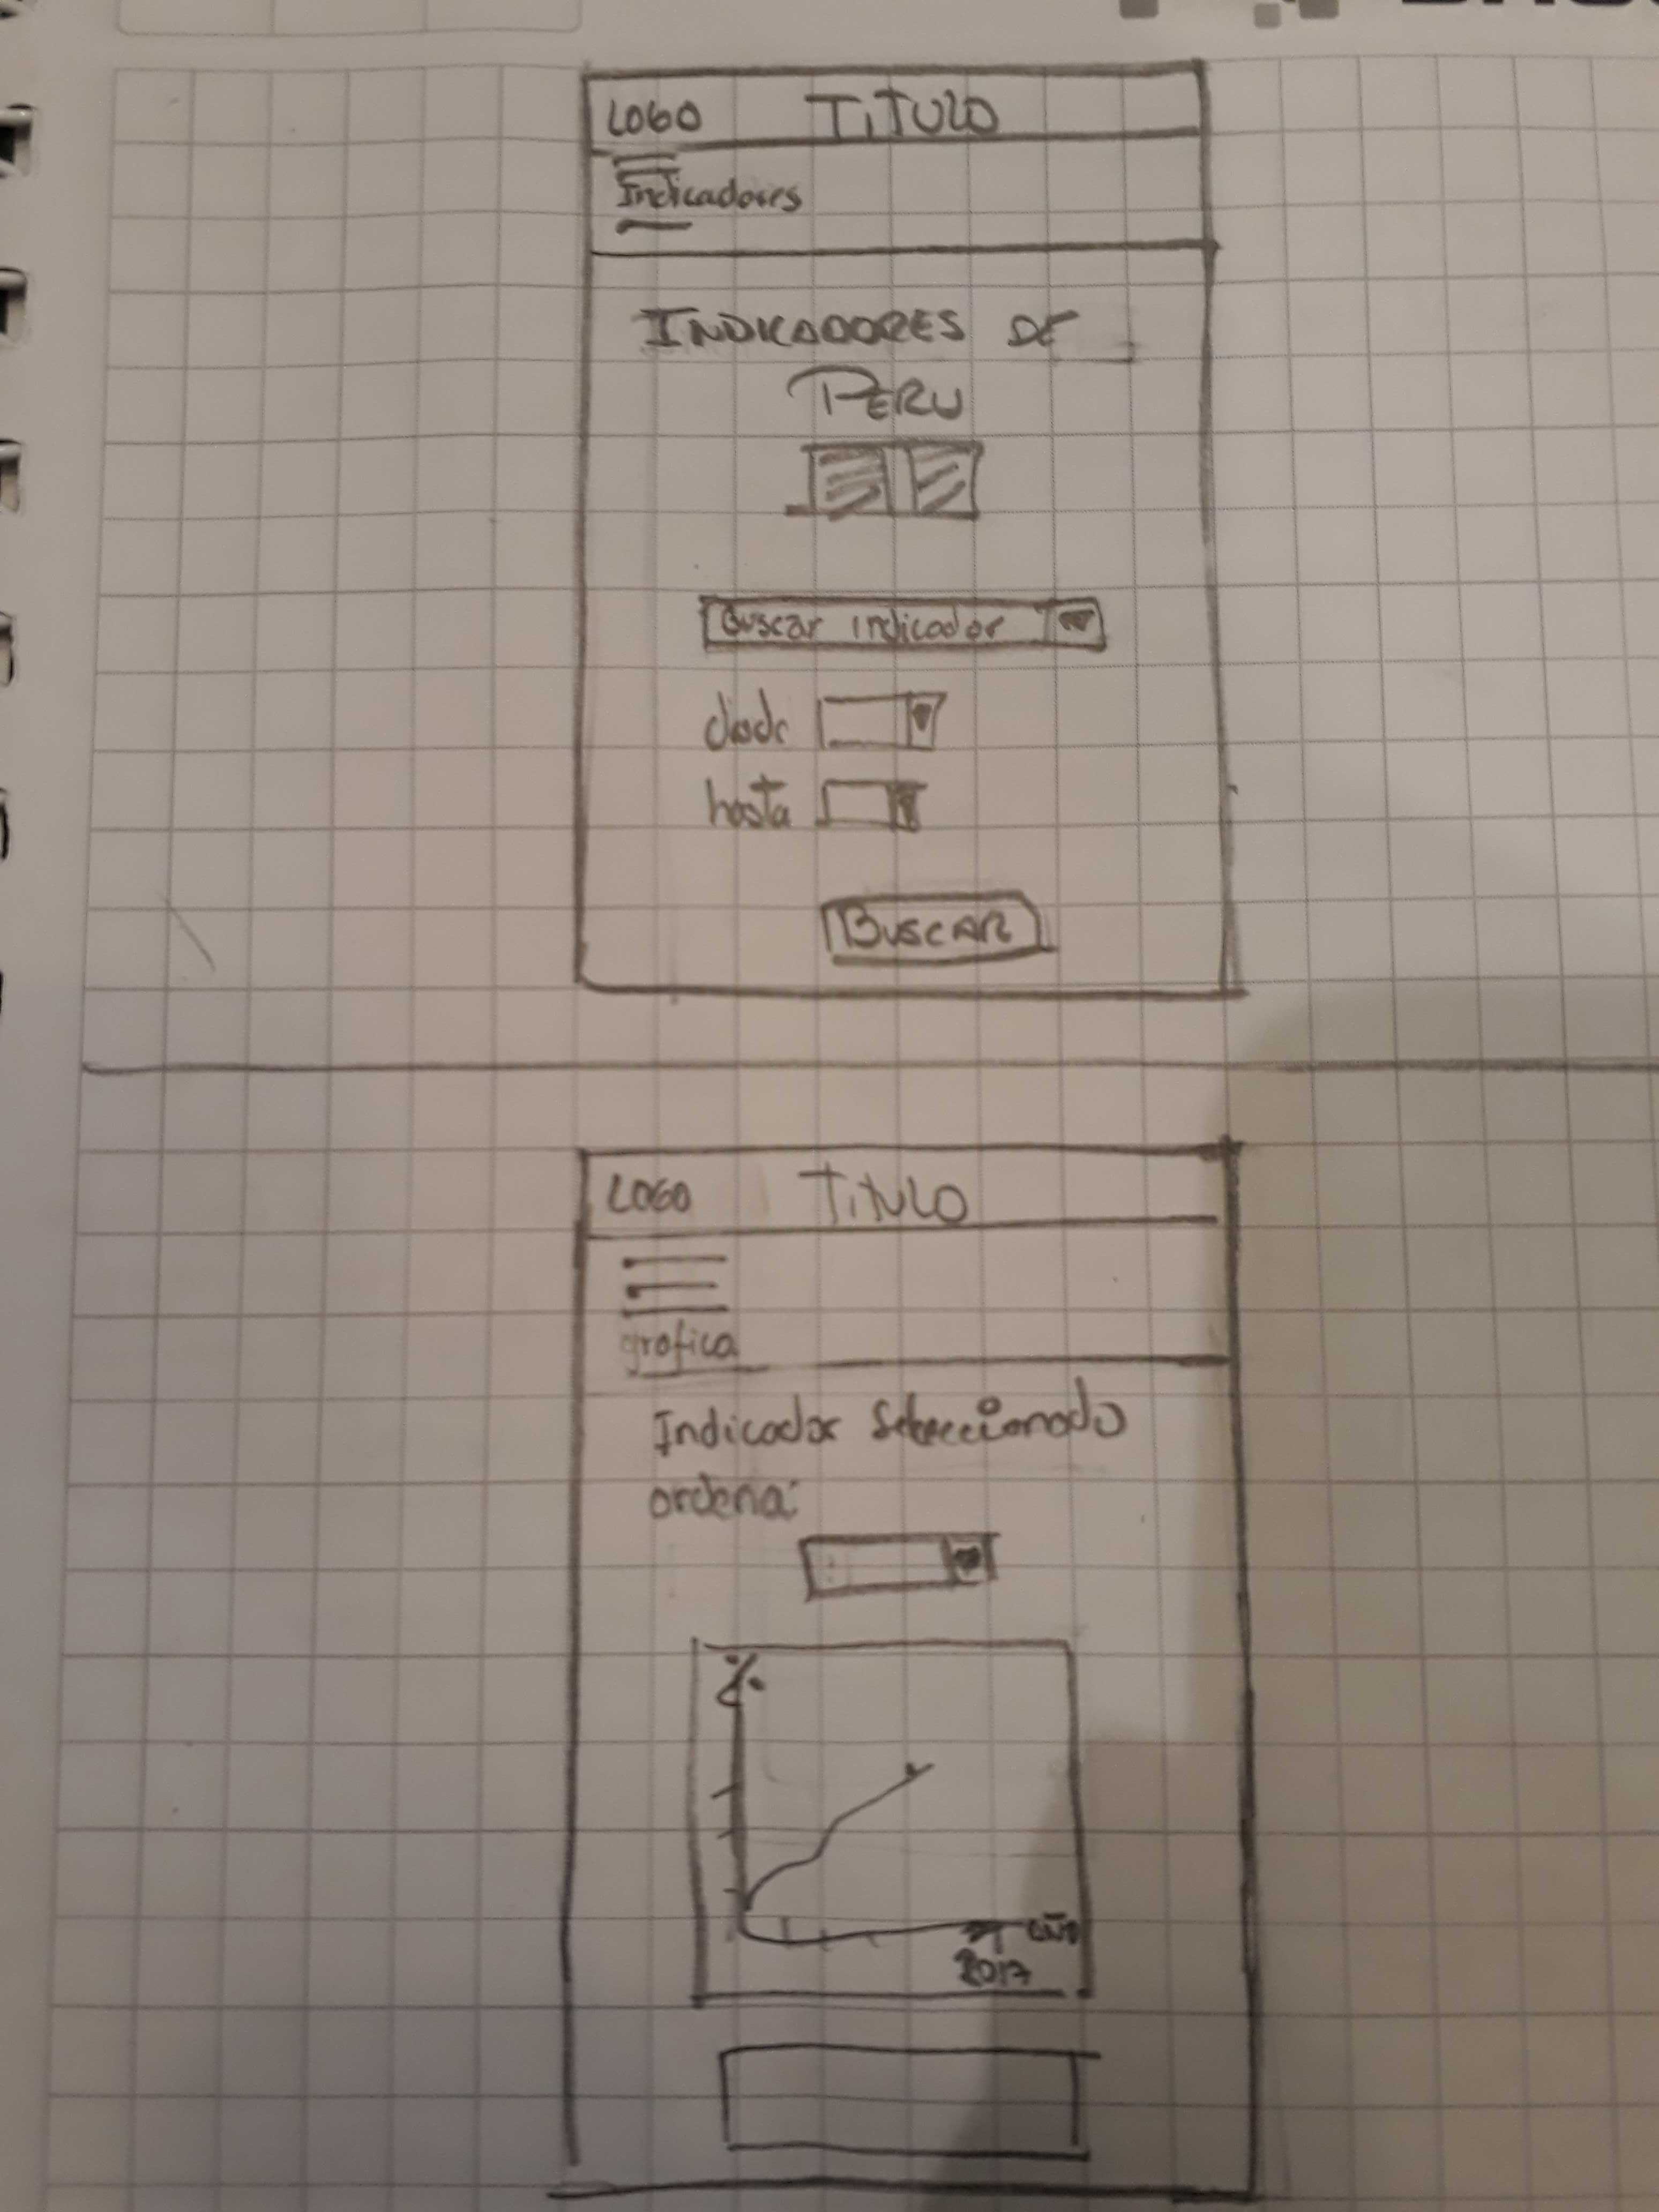 LOGO TITULO
Indicadores
INDICADORES DE
PERU
Buscar indicador
desde
hasta
BUSCAR
LOGO TITULO
grafica
Indicador Seleccionado
ordena:
%
año
2017